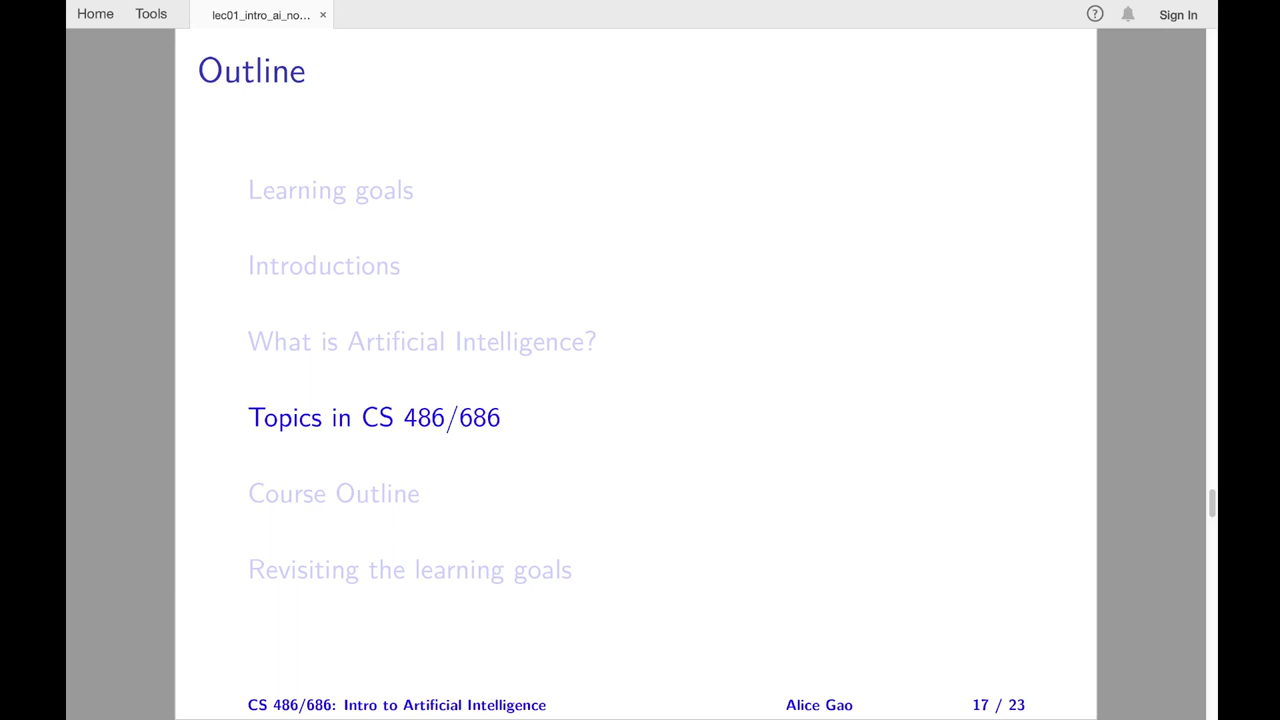 Home Tools lec01_intro_ai_no... × ? Sign In
Outline
Learning goals
Introductions
What is Artificial Intelligence?
Topics in CS 486/686
Course Outline
Revisiting the learning goals
CS 486/686: Intro to Artificial Intelligence Alice Gao 17 / 23